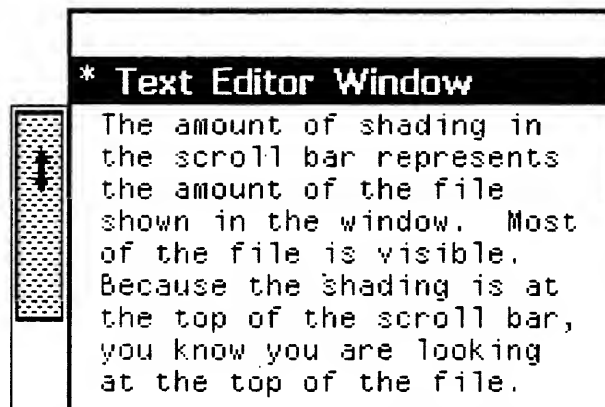 * Text Editor Window
The amount of shading in
the scroll bar represents
the amount of the file
shown in the window. Most
of the file is visible.
Because the shading is at
the top of the scroll bar,
you know you are looking
at the top of the file.